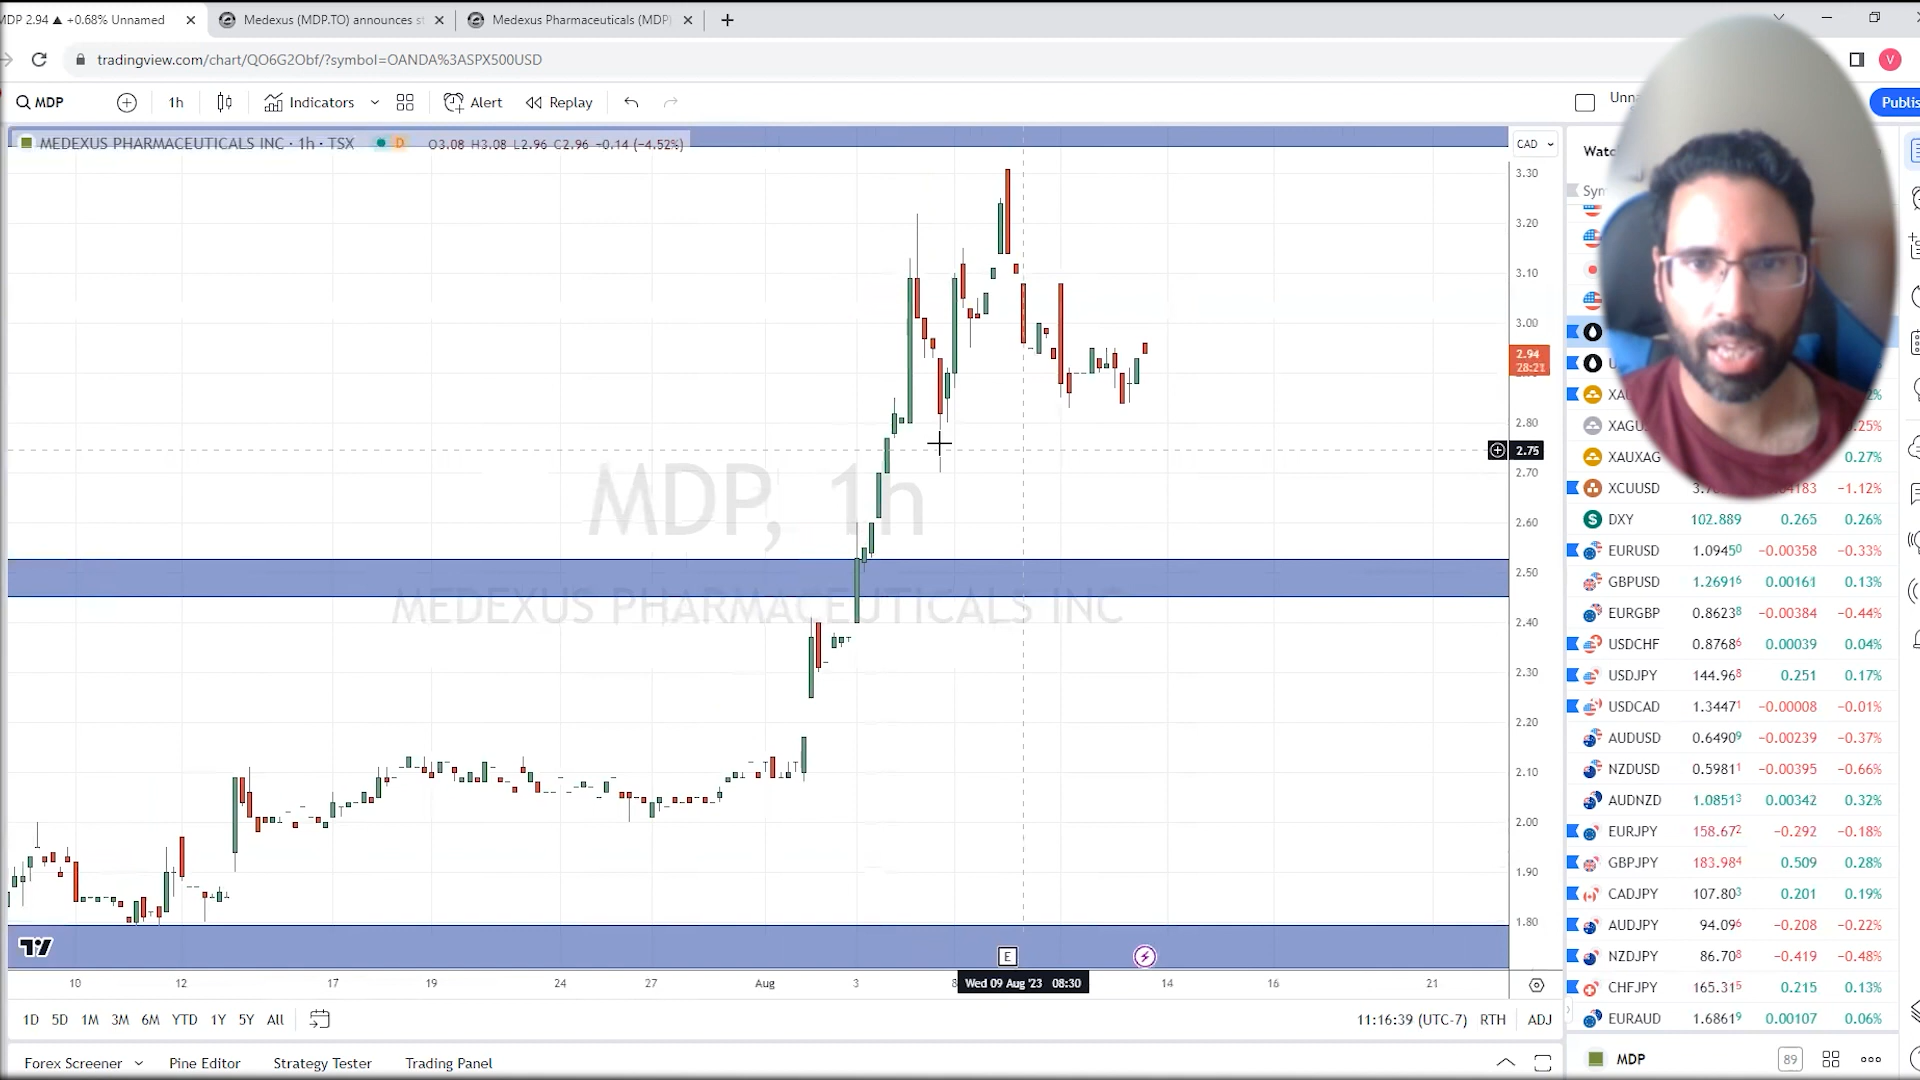 MDP 2.94 ▲ +0.68% Unnamed
Medexus (MDP.TO) announces st
Medexus Pharmaceuticals (MDP
tradingview.com/chart/QO6G2Obf/?symbol=OANDA%3ASPX500USD
V
MDP 1h Indicators Alert Replay
Publis
MEDEXUS PHARMACEUTICALS INC · 1h · TSX D O3.08 H3.08 L2.96 C2.96 −0.14 (−4.52%)
CAD
3.30
3.20
3.10
3.00
2.94
28:21
2.80
2.75
2.70
2.60
2.50
2.40
2.30
2.20
2.10
2.00
1.90
1.80
MDP, 1h
MEDEXUS PHARMACEUTICALS INC
E
10 12 17 19 24 27 Aug 3 8 Wed 09 Aug '23 08:30 14 16 21
1D 5D 1M 3M 6M YTD 1Y 5Y All
11:16:39 (UTC-7) RTH ADJ
Forex Screener Pine Editor Strategy Tester Trading Panel
XAUXAG 0.27%
XCUUSD −1.12%
DXY 102.889 0.265 0.26%
EURUSD 1.09450 −0.00358 −0.33%
GBPUSD 1.26916 0.00161 0.13%
EURGBP 0.86238 −0.00384 −0.44%
USDCHF 0.87686 0.00039 0.04%
USDJPY 144.968 0.251 0.17%
USDCAD 1.34471 −0.00008 −0.01%
AUDUSD 0.64909 −0.00239 −0.37%
NZDUSD 0.59811 −0.00395 −0.66%
AUDNZD 1.08513 0.00342 0.32%
EURJPY 158.672 −0.292 −0.18%
GBPJPY 183.984 0.509 0.28%
CADJPY 107.803 0.201 0.19%
AUDJPY 94.096 −0.208 −0.22%
NZDJPY 86.708 −0.419 −0.48%
CHFJPY 165.315 0.215 0.13%
EURAUD 1.68619 0.00107 0.06%
MDP 89